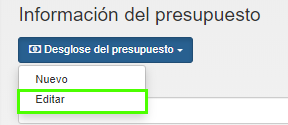 Información del presupuesto
Desglose del presupuesto
Nuevo
Editar